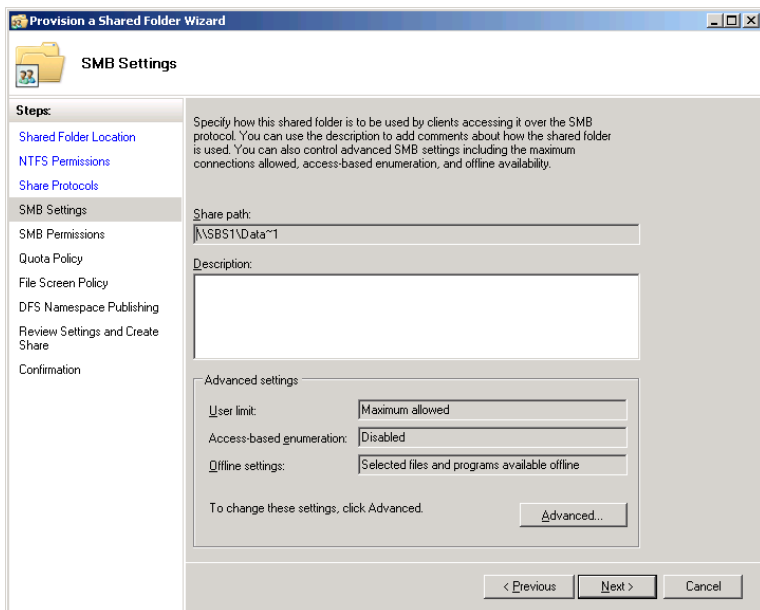 Provision a Shared Folder Wizard
SMB Settings
Steps:
Shared Folder Location
NTFS Permissions
Share Protocols
SMB Settings
SMB Permissions
Quota Policy
File Screen Policy
DFS Namespace Publishing
Review Settings and Create
Share
Confirmation
Specify how this shared folder is to be used by clients accessing it over the SMB
protocol. You can use the description to add comments about how the shared folder
is used. You can also control advanced SMB settings including the maximum
connections allowed, access-based enumeration, and offline availability.
Share path:
\\SBS1\Data~1
Description:
Advanced settings
User limit:
Maximum allowed
Access-based enumeration:
Disabled
Offline settings:
Selected files and programs available offline
To change these settings, click Advanced.
Advanced...
< Previous
Next >
Cancel